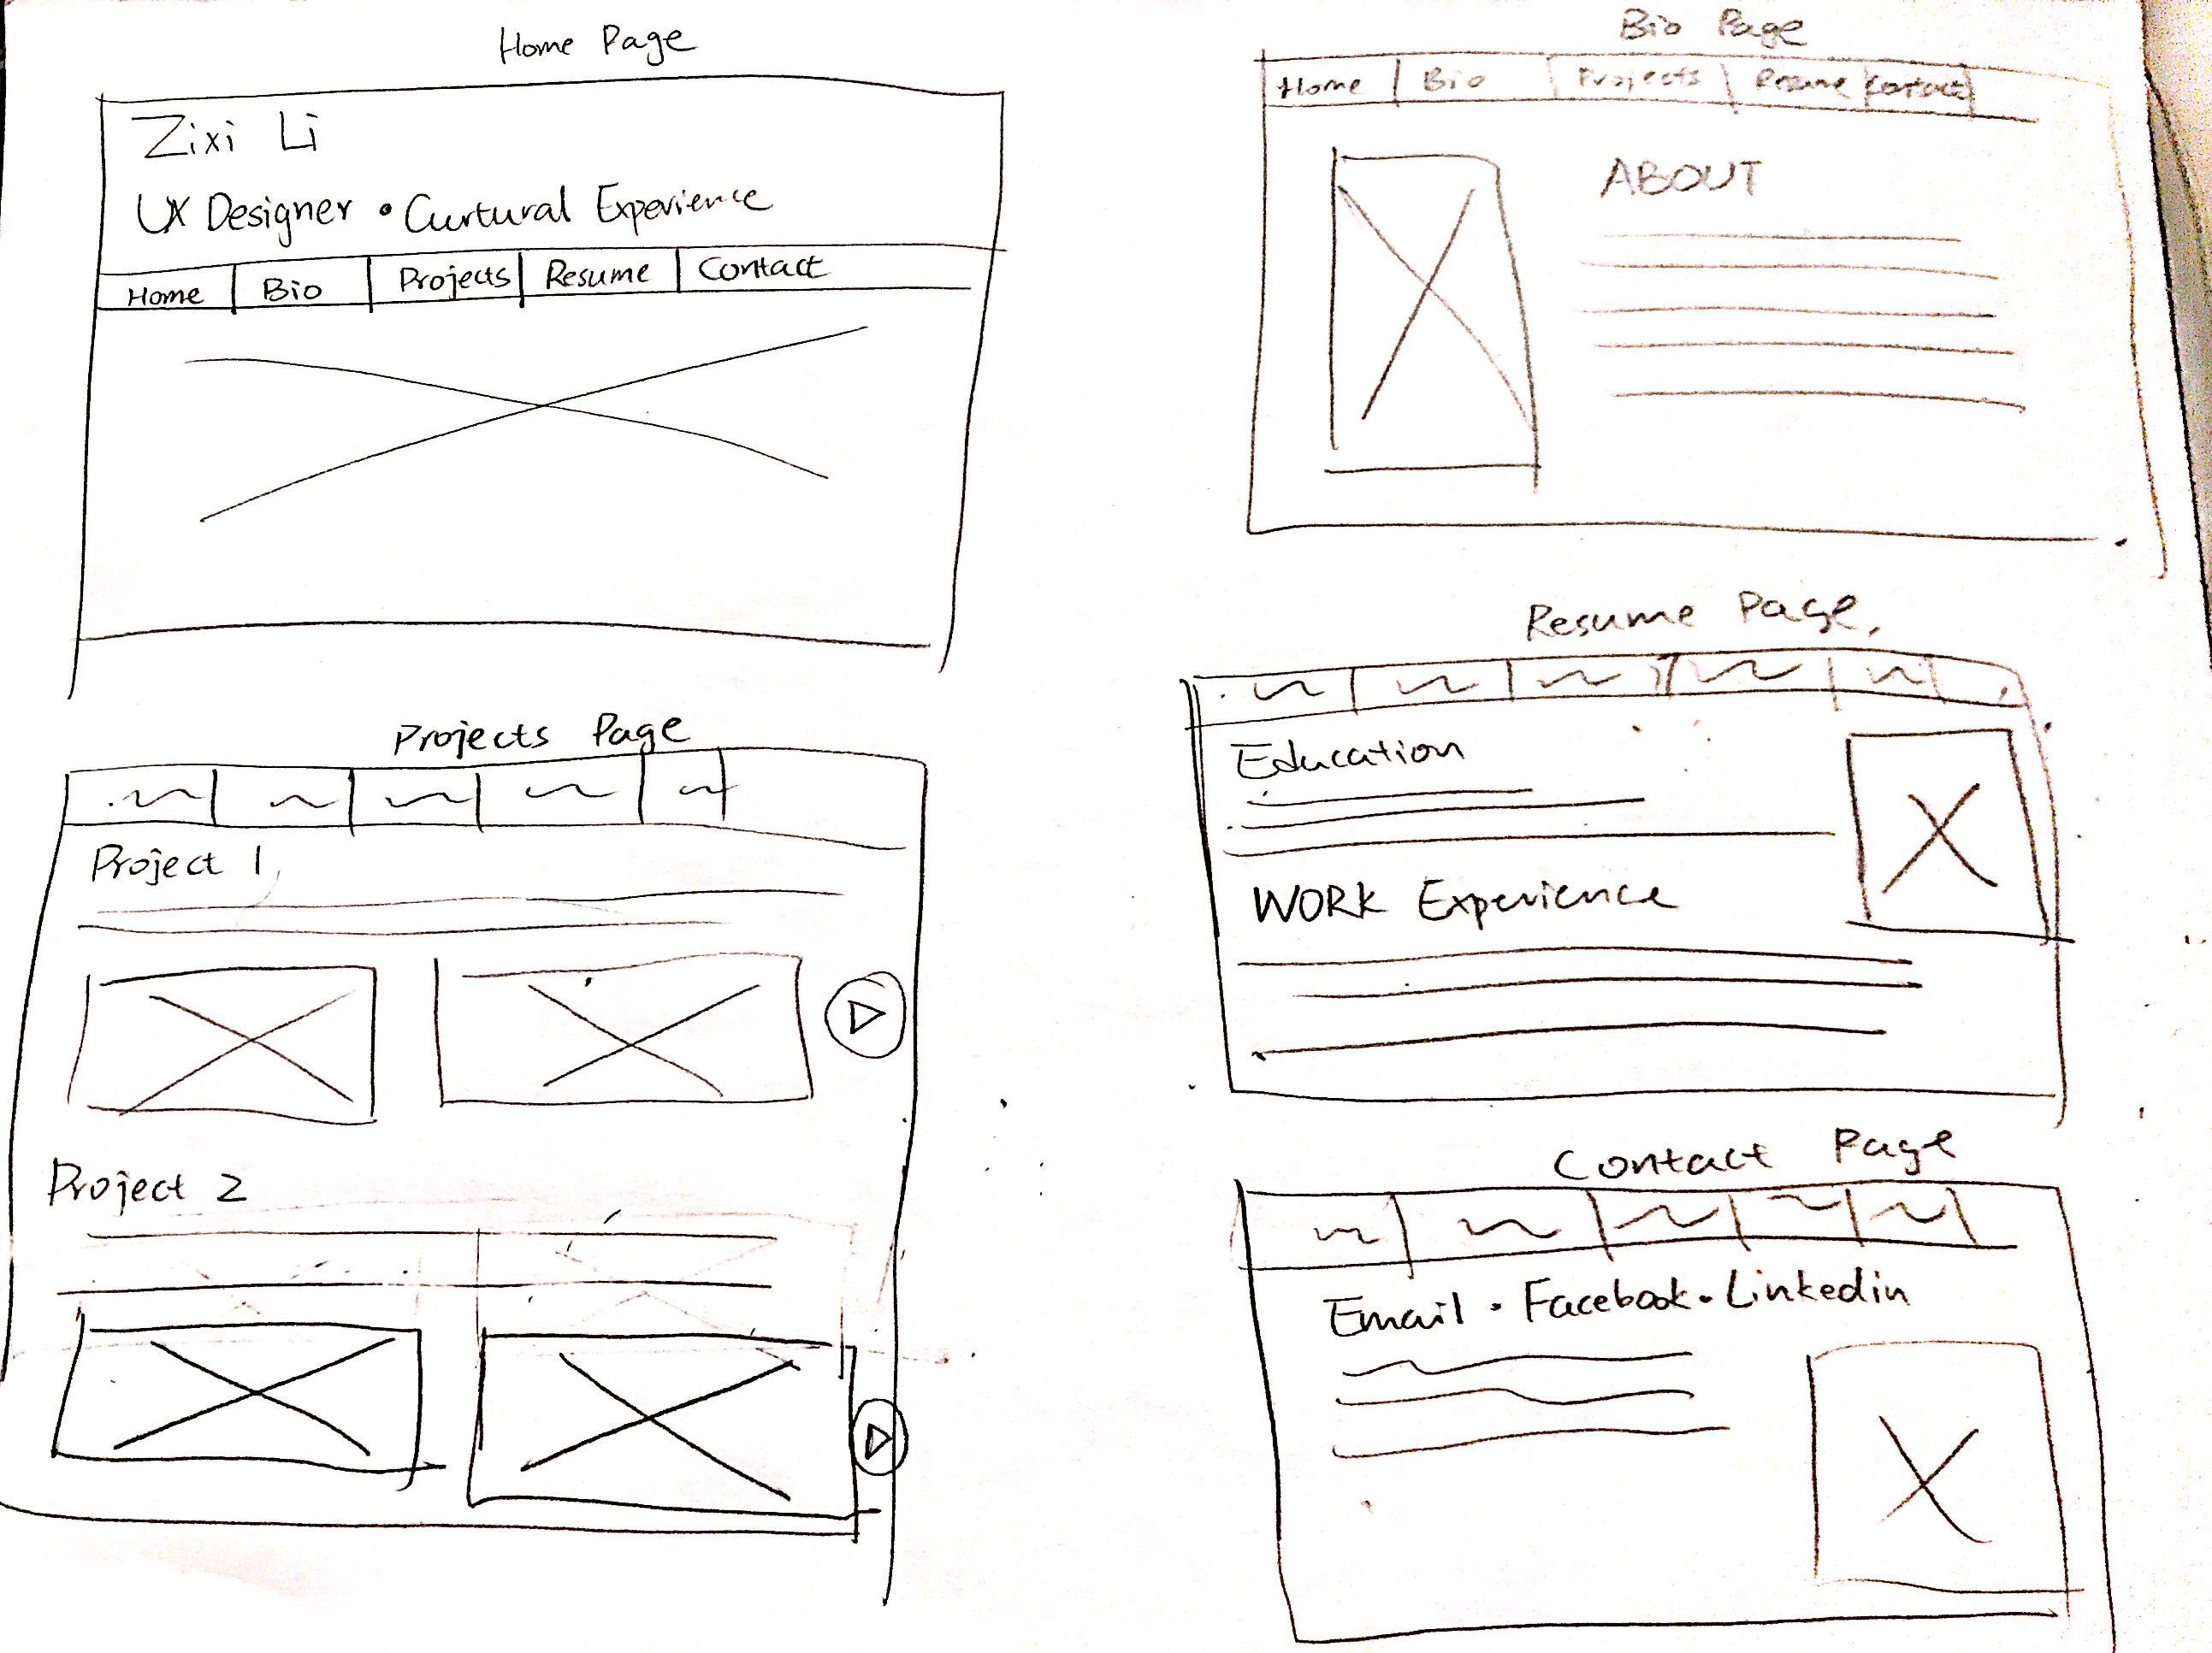 Home Page
Zixi Li
UX Designer • Curtural Experience
Home Bio Projects Resume Contact
Bio Page
Home Bio Projects Resume Contact
ABOUT
Projects Page
Project 1
Project 2
Resume Page.
Education
WORK Experience
Contact Page
Email • Facebook • Linkedin